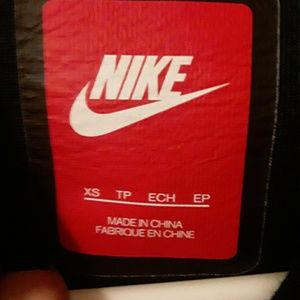 NIKE
XS TP ECH EP
MADE IN CHINA
FABRIQUE EN CHINE